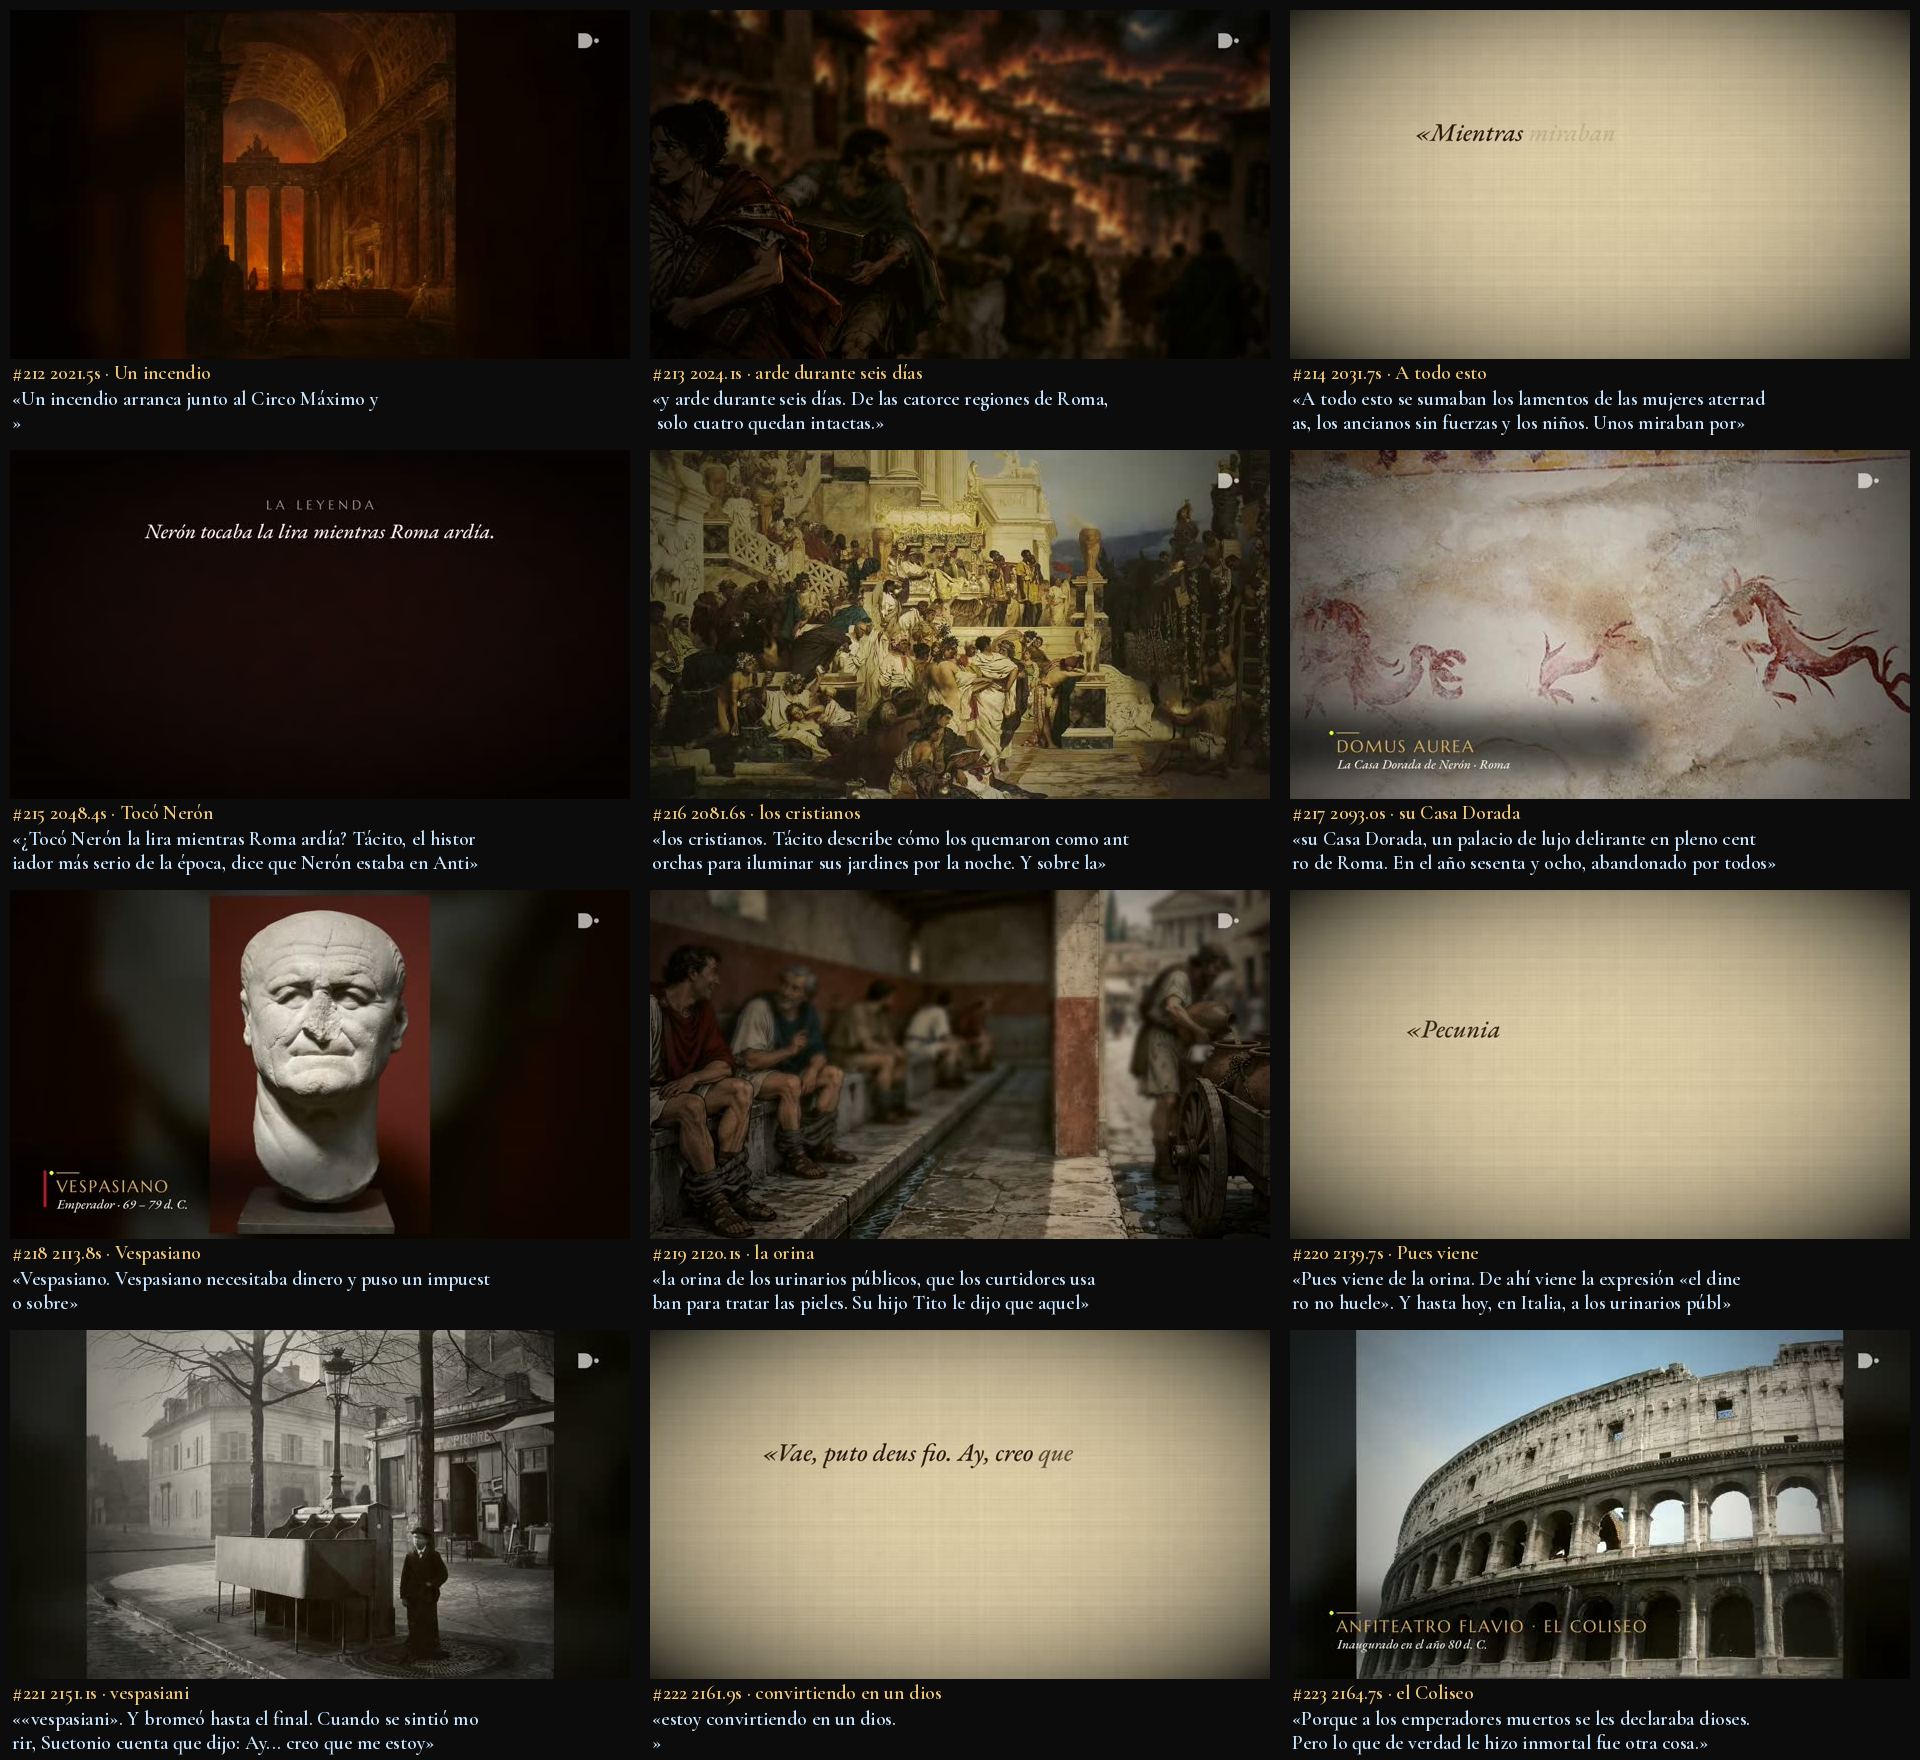 #212 2021.5s · Un incendio
«Un incendio arranca junto al Circo Máximo y
»
#213 2024.1s · arde durante seis días
«y arde durante seis días. De las catorce regiones de Roma,
solo cuatro quedan intactas.»
«Mientras miraban
#214 2031.7s · A todo esto
«A todo esto se sumaban los lamentos de las mujeres aterrad
as, los ancianos sin fuerzas y los niños. Unos miraban por»
LA LEYENDA
Nerón tocaba la lira mientras Roma ardía.
#215 2048.4s · Tocó Nerón
«¿Tocó Nerón la lira mientras Roma ardía? Tácito, el histor
iador más serio de la época, dice que Nerón estaba en Anti»
#216 2081.6s · los cristianos
«los cristianos. Tácito describe cómo los quemaron como ant
orchas para iluminar sus jardines por la noche. Y sobre la»
DOMUS AUREA
La Casa Dorada de Nerón · Roma
#217 2093.0s · su Casa Dorada
«su Casa Dorada, un palacio de lujo delirante en pleno cent
ro de Roma. En el año sesenta y ocho, abandonado por todos»
VESPASIANO
Emperador · 69 – 79 d. C.
#218 2113.8s · Vespasiano
«Vespasiano. Vespasiano necesitaba dinero y puso un impuest
o sobre»
#219 2120.1s · la orina
«la orina de los urinarios públicos, que los curtidores usa
ban para tratar las pieles. Su hijo Tito le dijo que aquel»
«Pecunia
#220 2139.7s · Pues viene
«Pues viene de la orina. De ahí viene la expresión «el dine
ro no huele». Y hasta hoy, en Italia, a los urinarios públ»
#221 2151.1s · vespasiani
««vespasiani». Y bromeó hasta el final. Cuando se sintió mo
rir, Suetonio cuenta que dijo: Ay... creo que me estoy»
«Vae, puto deus fio. Ay, creo que
#222 2161.9s · convirtiendo en un dios
«estoy convirtiendo en un dios.
»
ANFITEATRO FLAVIO · EL COLISEO
Inaugurado en el año 80 d. C.
#223 2164.7s · el Coliseo
«Porque a los emperadores muertos se les declaraba dioses.
Pero lo que de verdad le hizo inmortal fue otra cosa.»